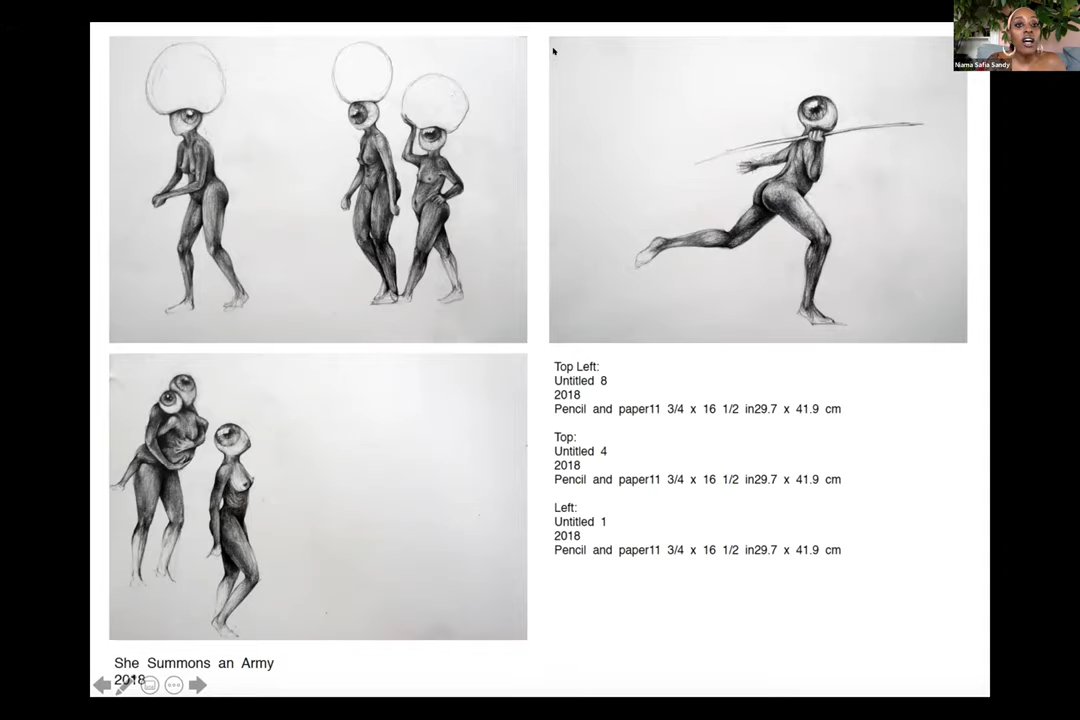 Niama Safia Sandy
Top Left:
Untitled 8
2018
Pencil and paper11 3/4 x 16 1/2 in29.7 x 41.9 cm
Top:
Untitled 4
2018
Pencil and paper11 3/4 x 16 1/2 in29.7 x 41.9 cm
Left:
Untitled 1
2018
Pencil and paper11 3/4 x 16 1/2 in29.7 x 41.9 cm
She Summons an Army
2018